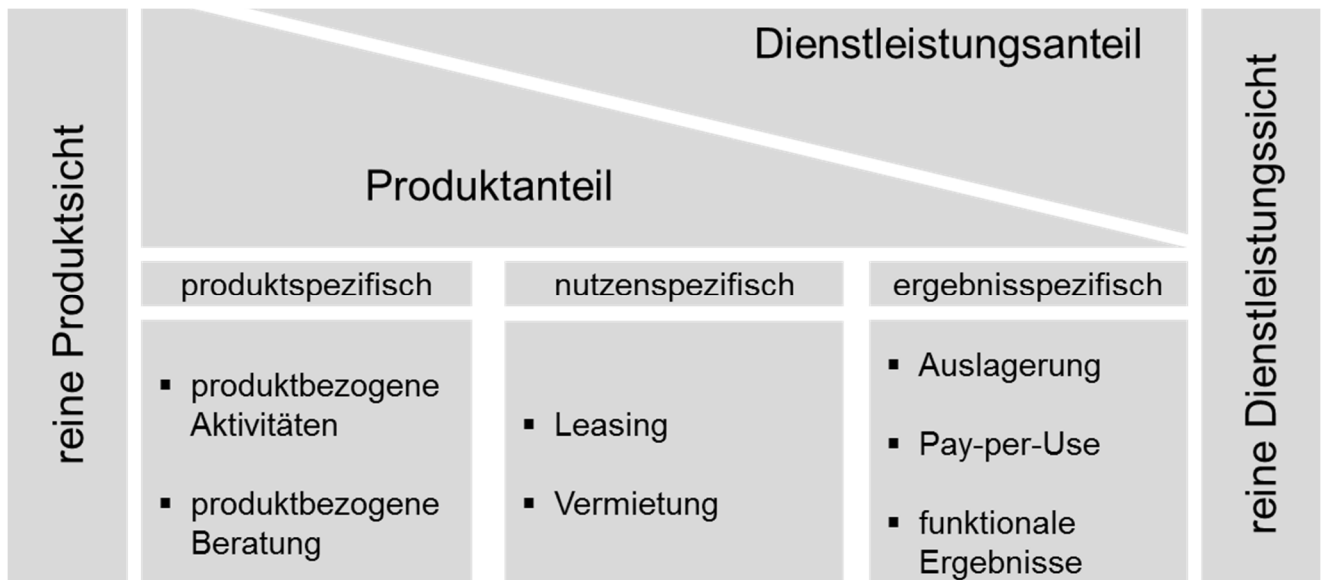 reine Produktsicht
Dienstleistungsanteil
Produktanteil
produktspezifisch
▪ produktbezogene
Aktivitäten
▪ produktbezogene
Beratung
nutzenspezifisch
▪ Leasing
▪ Vermietung
ergebnisspezifisch
▪ Auslagerung
▪ Pay-per-Use
▪ funktionale
Ergebnisse
reine Dienstleistungssicht